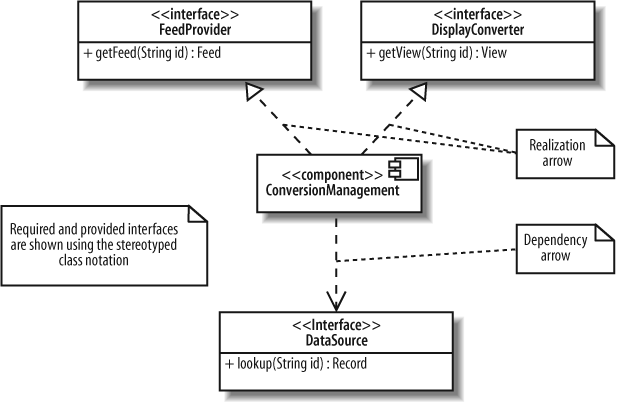 <<interface>>
FeedProvider
+ getFeed(String id) : Feed
<<interface>>
DisplayConverter
+ getView(String id) : View
Realization
arrow
<<component>>
ConversionManagement
Required and provided interfaces
are shown using the stereotyped
class notation
Dependency
arrow
<<Interface>>
DataSource
+ lookup(String id) : Record